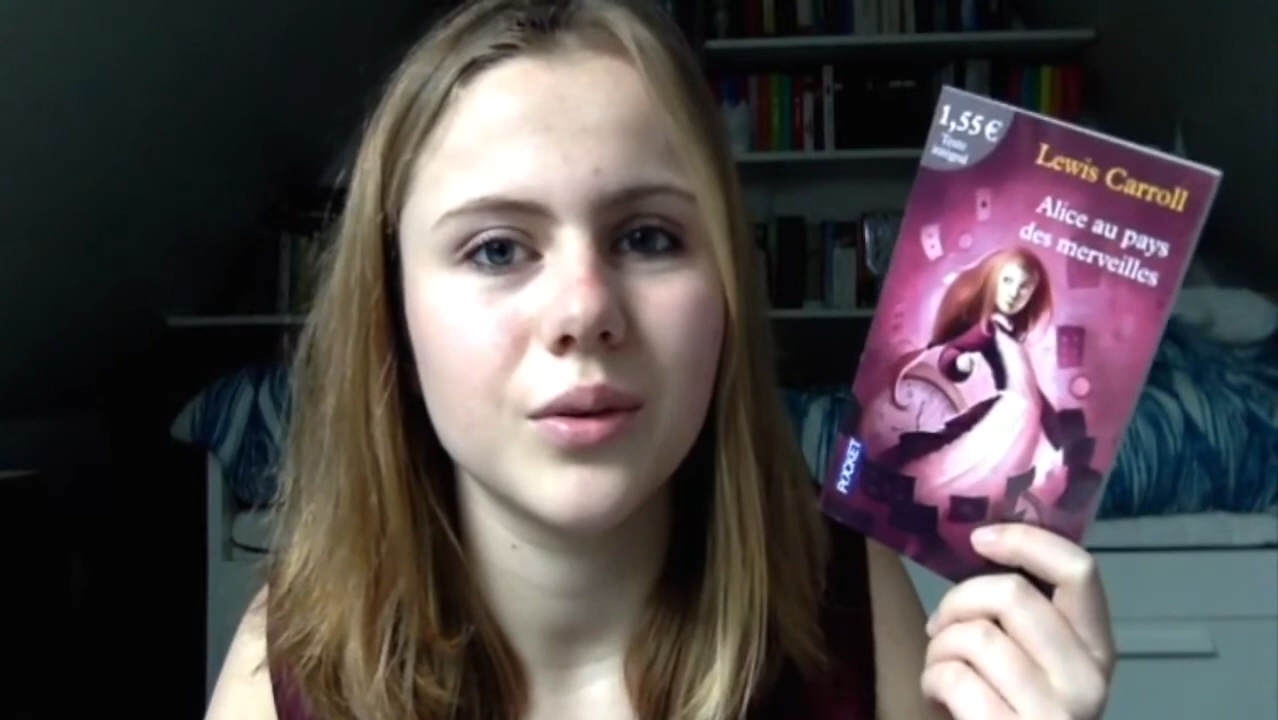 1,55 €
Texte
intégral
Lewis Carroll
Alice au pays
des merveilles
POCKET